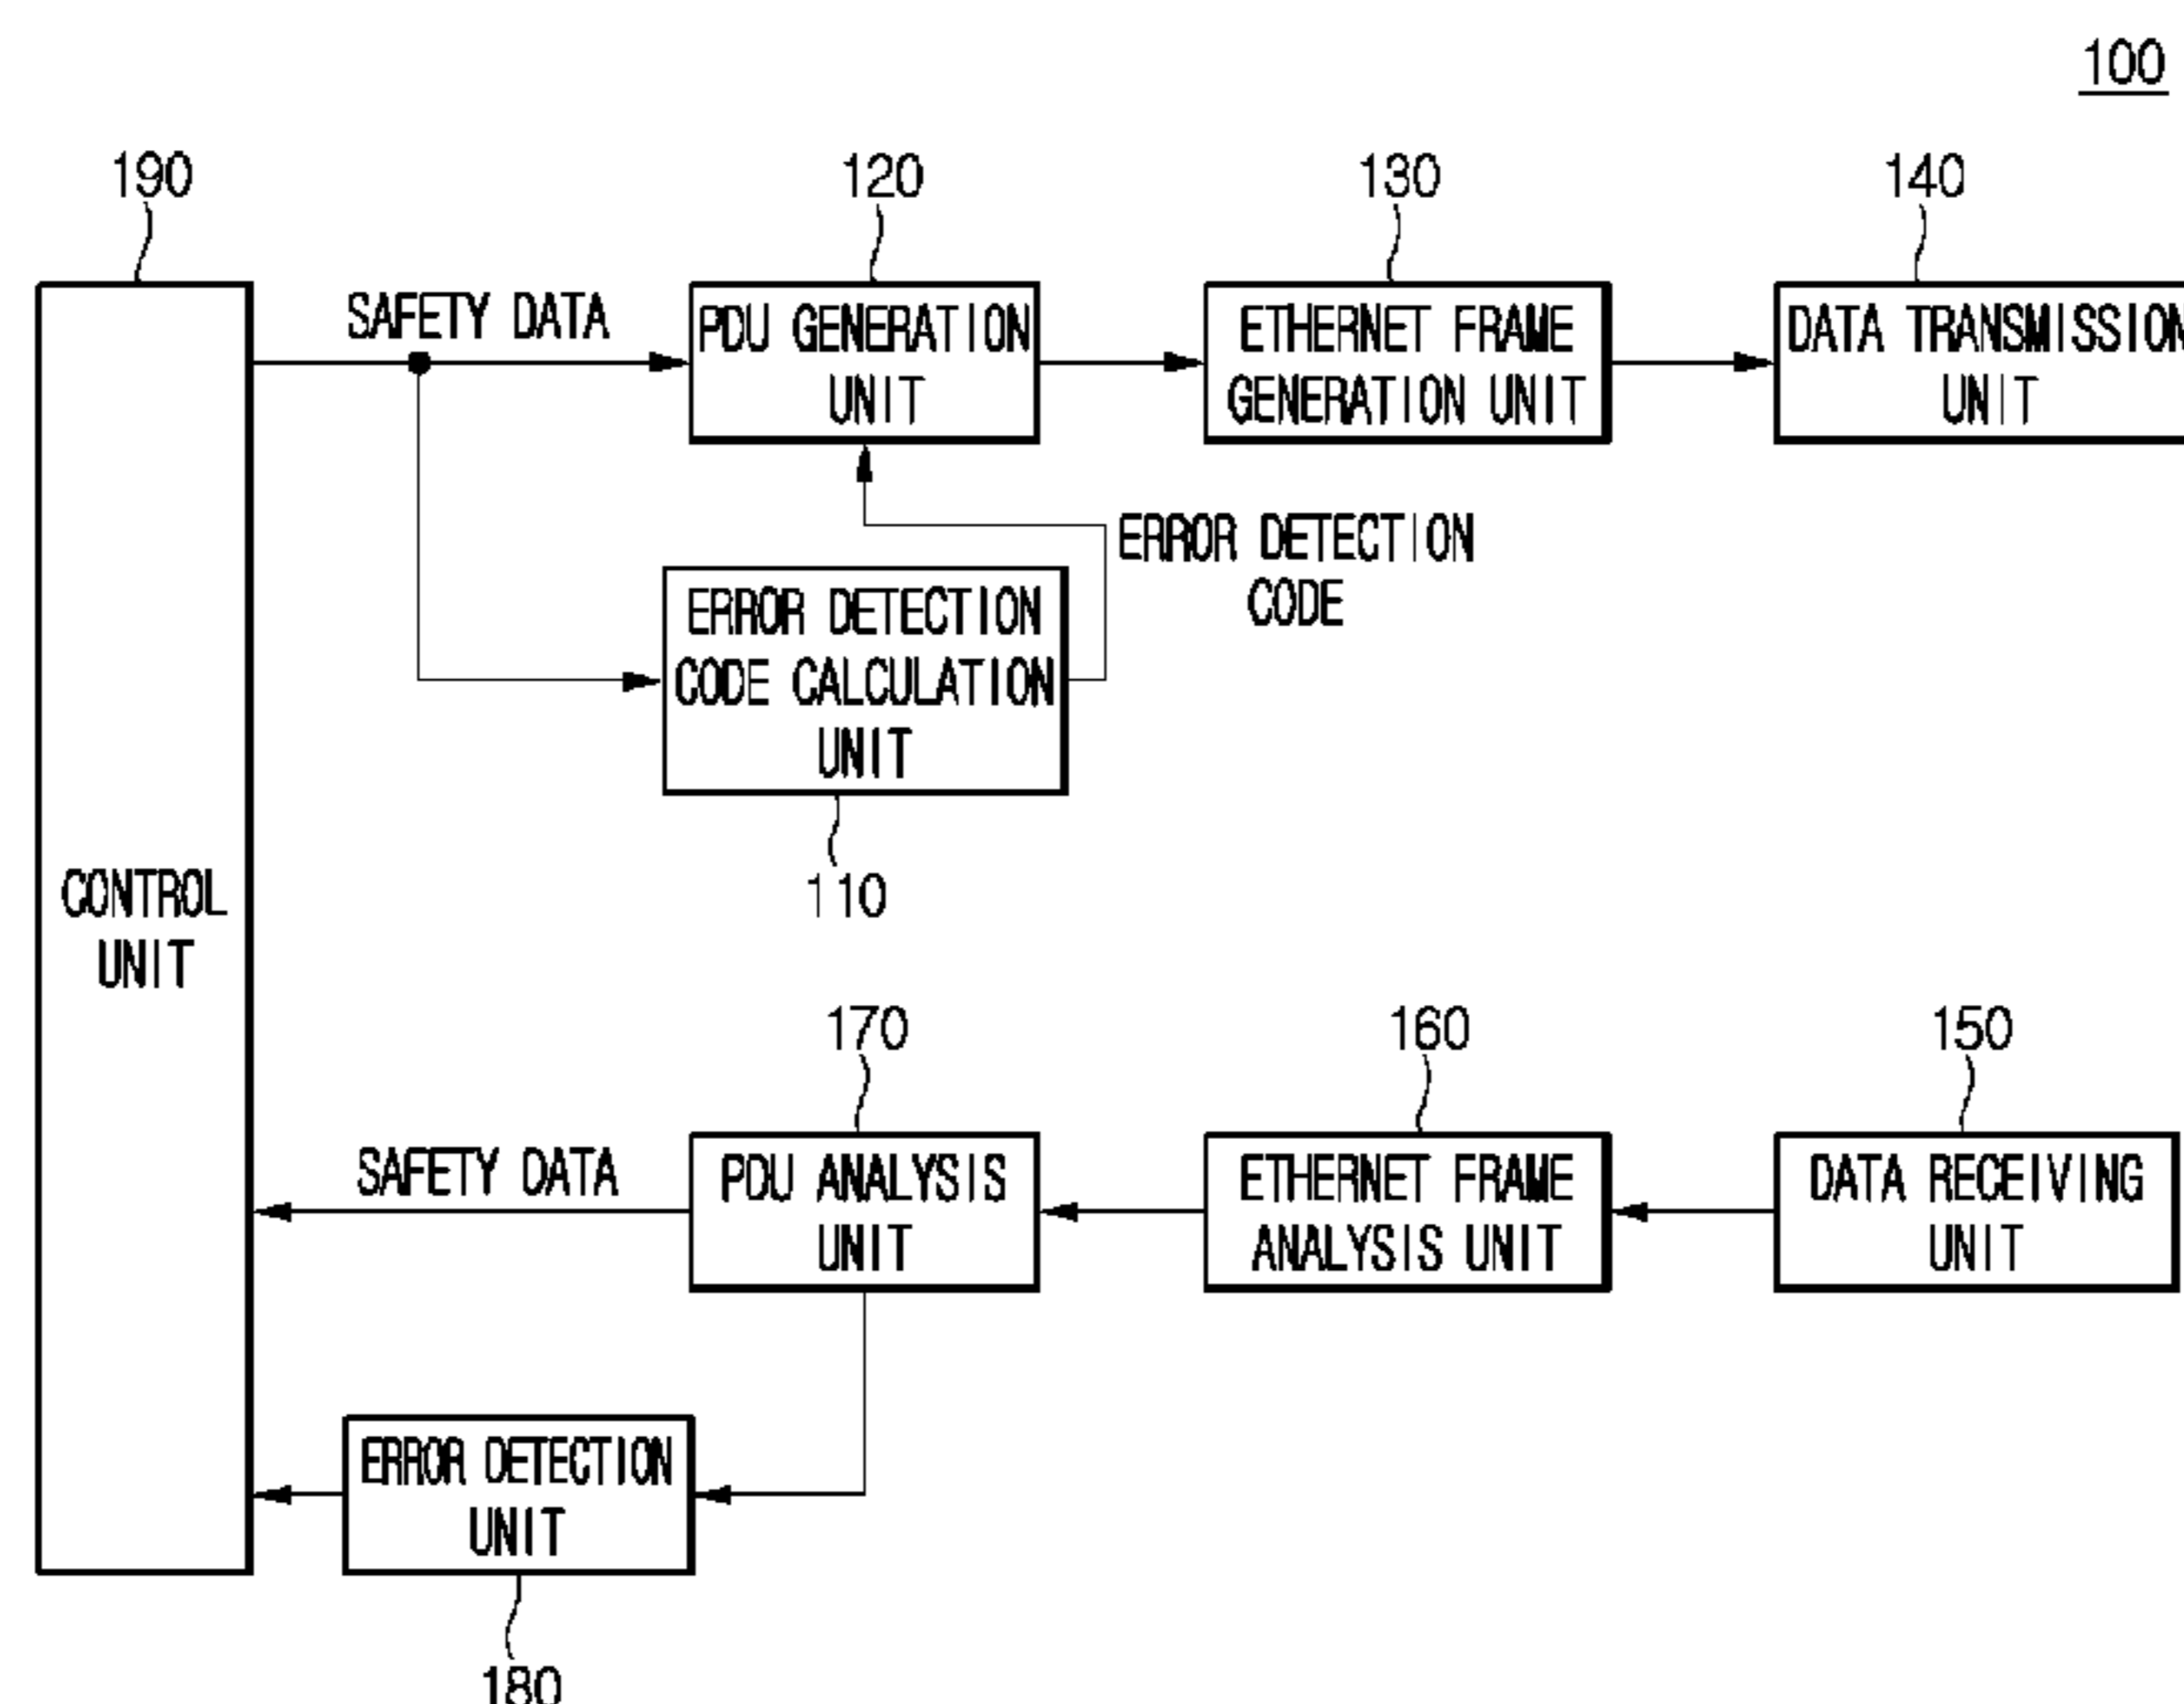 100
190
120
130
140
SAFETY DATA
PDU GENERATION
UNIT
ETHERNET FRAME
GENERATION UNIT
DATA TRANSMISSION
UNIT
ERROR DETECTION
CODE
ERROR DETECTION
CODE CALCULATION
UNIT
110
CONTROL
UNIT
170
160
150
SAFETY DATA
PDU ANALYSIS
UNIT
ETHERNET FRAME
ANALYSIS UNIT
DATA RECEIVING
UNIT
ERROR DETECTION
UNIT
180